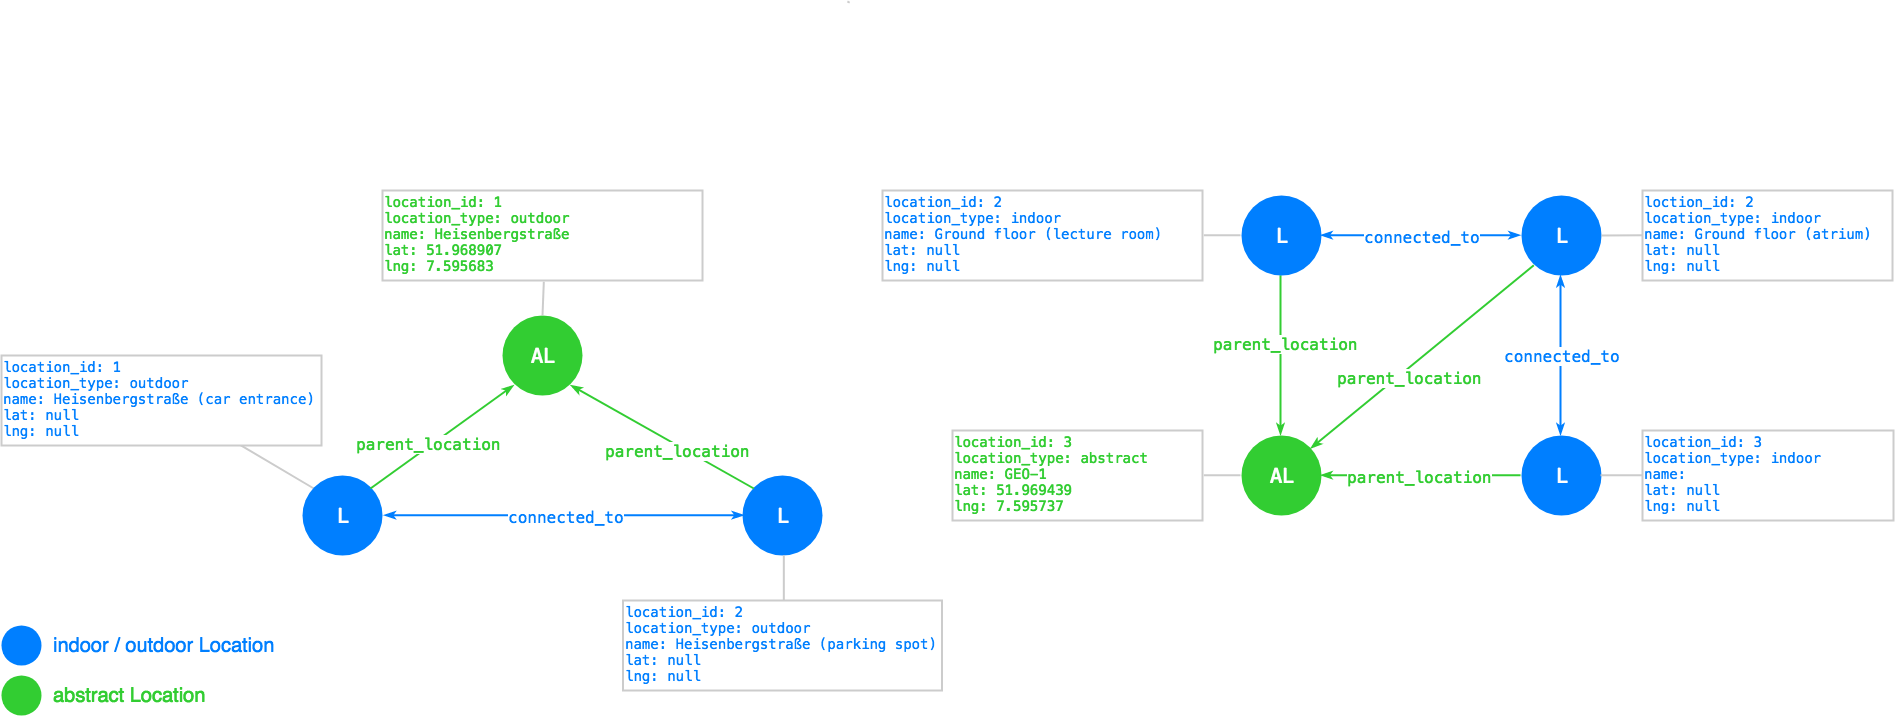 location_id: 1
location_type: outdoor
name: Heisenbergstraße
lat: 51.968907
lng: 7.595683
location_id: 2
location_type: indoor
name: Ground floor (lecture room)
lat: null
lng: null
L
connected_to
L
loction_id: 2
location_type: indoor
name: Ground floor (atrium)
lat: null
lng: null
AL
parent_location
parent_location
connected_to
location_id: 1
location_type: outdoor
name: Heisenbergstraße (car entrance)
lat: null
lng: null
parent_location
parent_location
location_id: 3
location_type: abstract
name: GEO-1
lat: 51.969439
lng: 7.595737
AL
parent_location
L
location_id: 3
location_type: indoor
name:
lat: null
lng: null
L
connected_to
L
location_id: 2
location_type: outdoor
name: Heisenbergstraße (parking spot)
lat: null
lng: null
indoor / outdoor Location
abstract Location